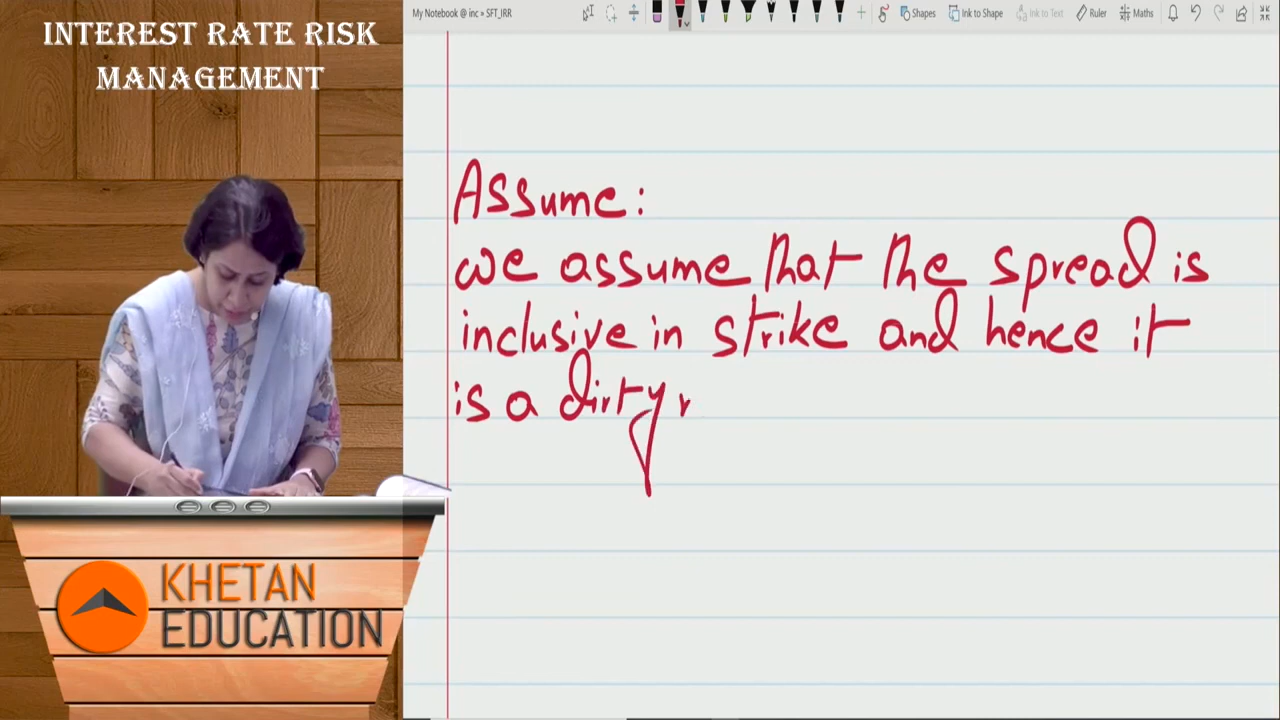 INTEREST RATE RISK
MANAGEMENT
My Notebook @ inc » SFT_IRR
Shapes
Ink to Shape
Ink to Text
Ruler
Maths
Assume:
we assume that the spread is
inclusive in strike and hence it
is a dirty r
KHETAN
EDUCATION